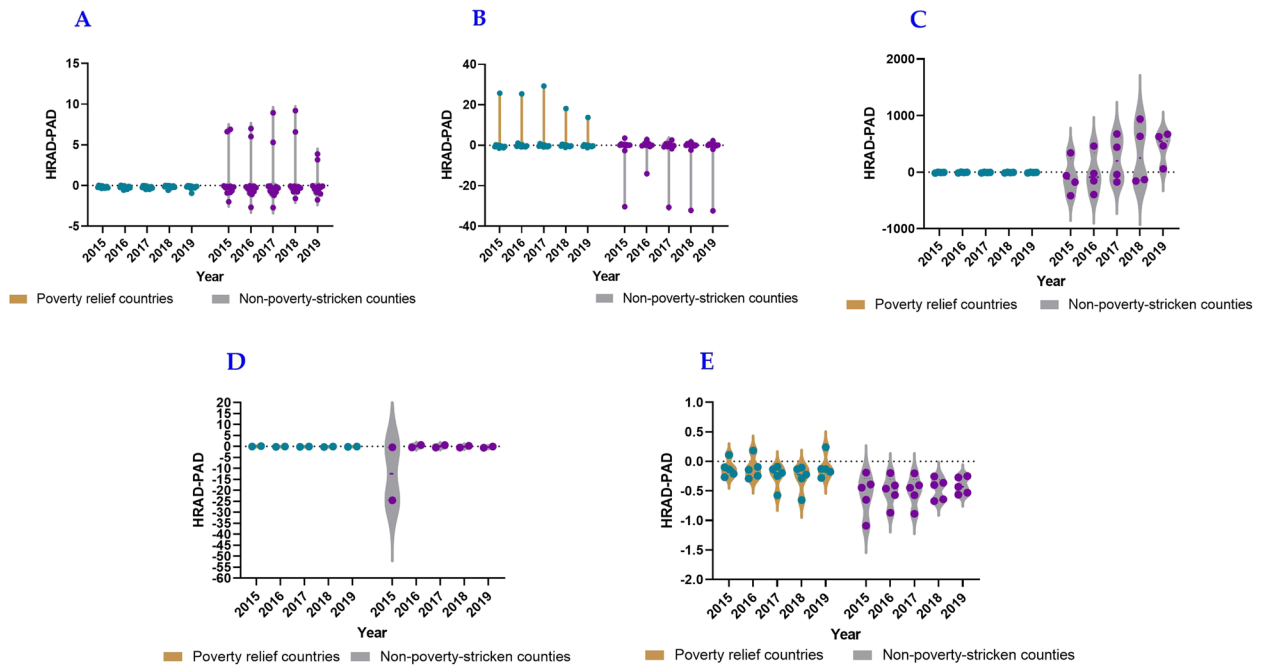 A
HRAD-PAD
15
10
5
0
-5
2015 2016 2017 2018 2019 2015 2016 2017 2018 2019
Year
Poverty relief countries Non-poverty-stricken counties
B
HRAD-PAD
40
20
0
-20
-40
2015 2016 2017 2018 2019 2015 2016 2017 2018 2019
Year
Non-poverty-stricken counties
C
HRAD-PAD
2000
1000
0
-1000
2015 2016 2017 2018 2019 2015 2016 2017 2018 2019
Year
Poverty relief countries Non-poverty-stricken counties
D
HRAD-PAD
20
15
10
5
0
-5
-10
-15
-20
-25
-30
-35
-40
-45
-50
-55
-60
2015 2016 2017 2018 2019 2015 2016 2017 2018 2019
Year
Poverty relief countries Non-poverty-stricken counties
E
HRAD-PAD
1.0
0.5
0.0
-0.5
-1.0
-1.5
-2.0
2015 2016 2017 2018 2019 2015 2016 2017 2018 2019
Year
Poverty relief countries Non-poverty-stricken counties